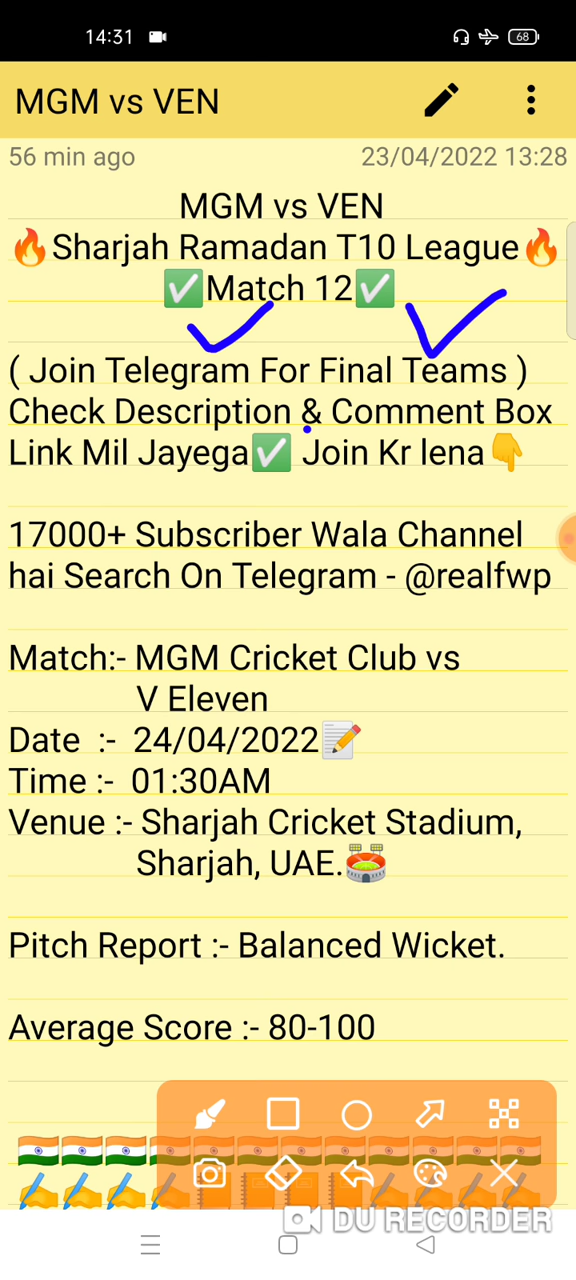 14:31
68
MGM vs VEN
56 min ago 23/04/2022 13:28
MGM vs VEN
🔥Sharjah Ramadan T10 League🔥
✅Match 12✅
( Join Telegram For Final Teams )
Check Description & Comment Box
Link Mil Jayega✅ Join Kr lena👇
17000+ Subscriber Wala Channel
hai Search On Telegram - @realfwp
Match:- MGM Cricket Club vs
V Eleven
Date :- 24/04/2022📝
Time :- 01:30AM
Venue :- Sharjah Cricket Stadium,
Sharjah, UAE.🏟️
Pitch Report :- Balanced Wicket.
Average Score :- 80-100
DU RECORDER